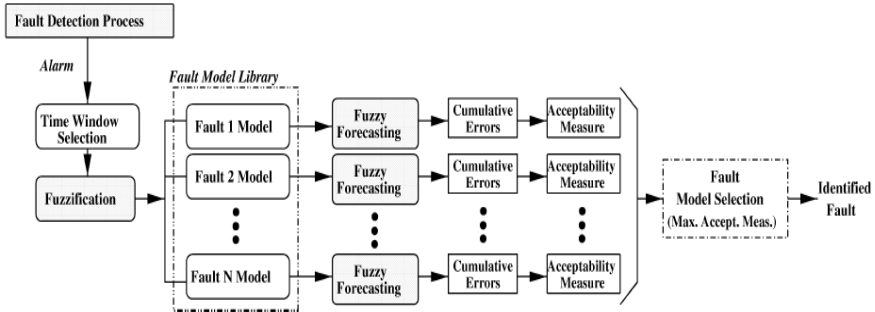 Fault Detection Process
Alarm
Fault Model Library
Time Window
Selection
Fuzzification
Fault 1 Model
Fuzzy
Forecasting
Cumulative
Errors
Acceptability
Measure
Fault 2 Model
Fuzzy
Forecasting
Cumulative
Errors
Acceptability
Measure
Fault N Model
Fuzzy
Forecasting
Cumulative
Errors
Acceptability
Measure
Fault
Model Selection
(Max. Accept. Meas.)
Identified
Fault